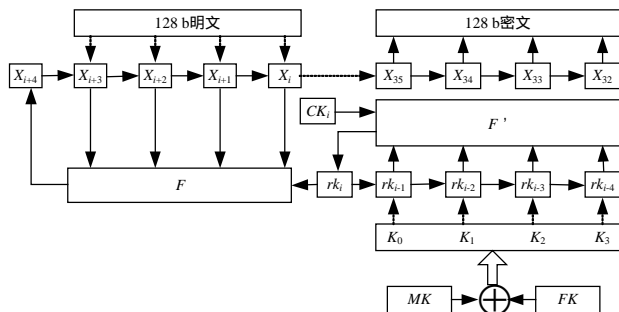 128 b明文
128 b密文
X_{i+4} X_{i+3} X_{i+2} X_{i+1} X_i X_{35} X_{34} X_{33} X_{32}
CK_i
F'
F
rk_i rk_{i-1} rk_{i-2} rk_{i-3} rk_{i-4}
K_0 K_1 K_2 K_3
MK
FK